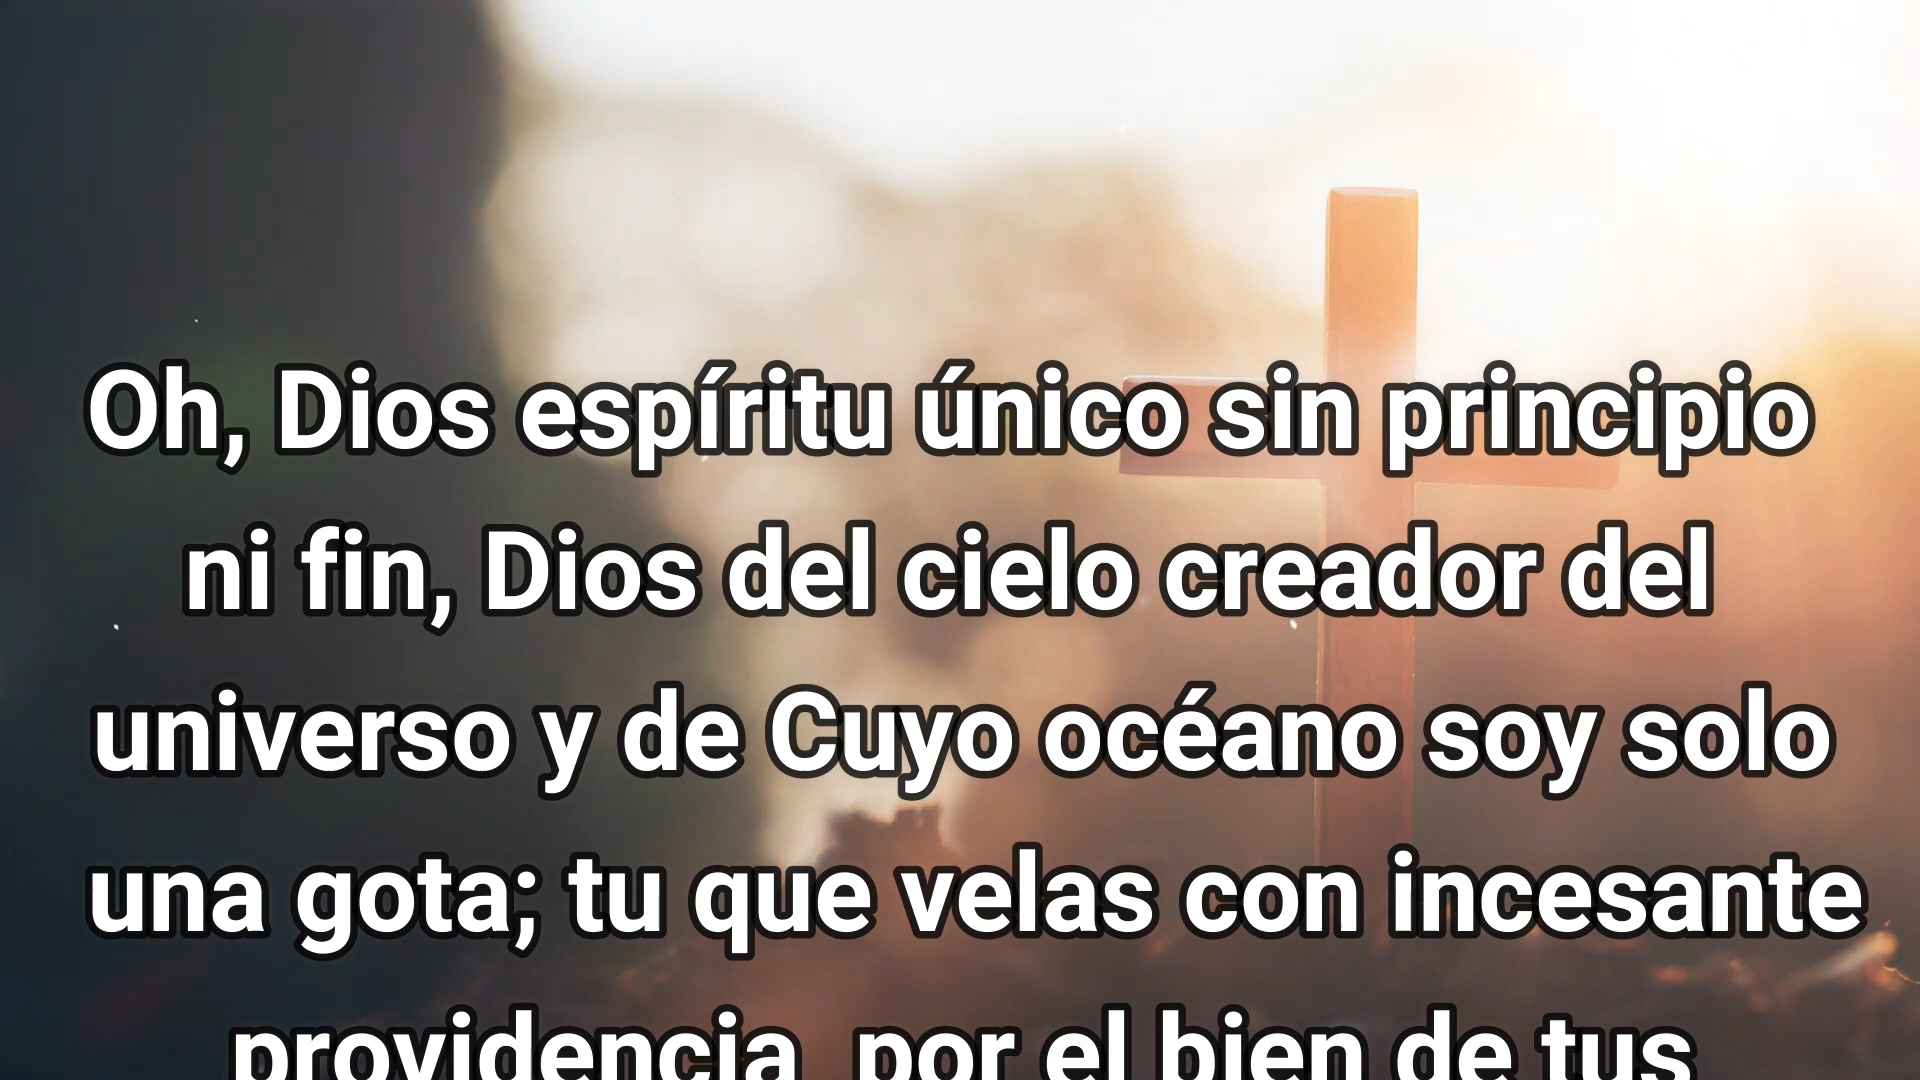 Oh, Dios espíritu único sin principio
ni fin, Dios del cielo creador del
universo y de Cuyo océano soy solo
una gota; tu que velas con incesante
providencia, por el bien de tus